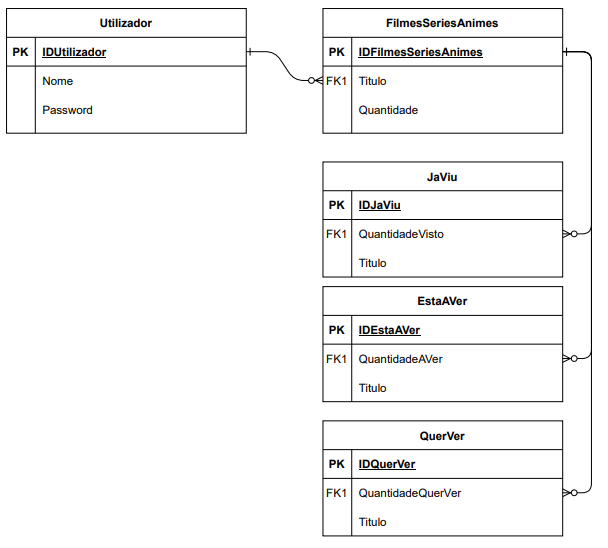 Utilizador
PK IDUtilizador
Nome
Password
FilmesSeriesAnimes
PK IDFilmesSeriesAnimes
FK1 Titulo
Quantidade
JaViu
PK IDJaViu
FK1 QuantidadeVisto
Titulo
EstaAVer
PK IDEstaAVer
FK1 QuantidadeAVer
Titulo
QuerVer
PK IDQuerVer
FK1 QuantidadeQuerVer
Titulo